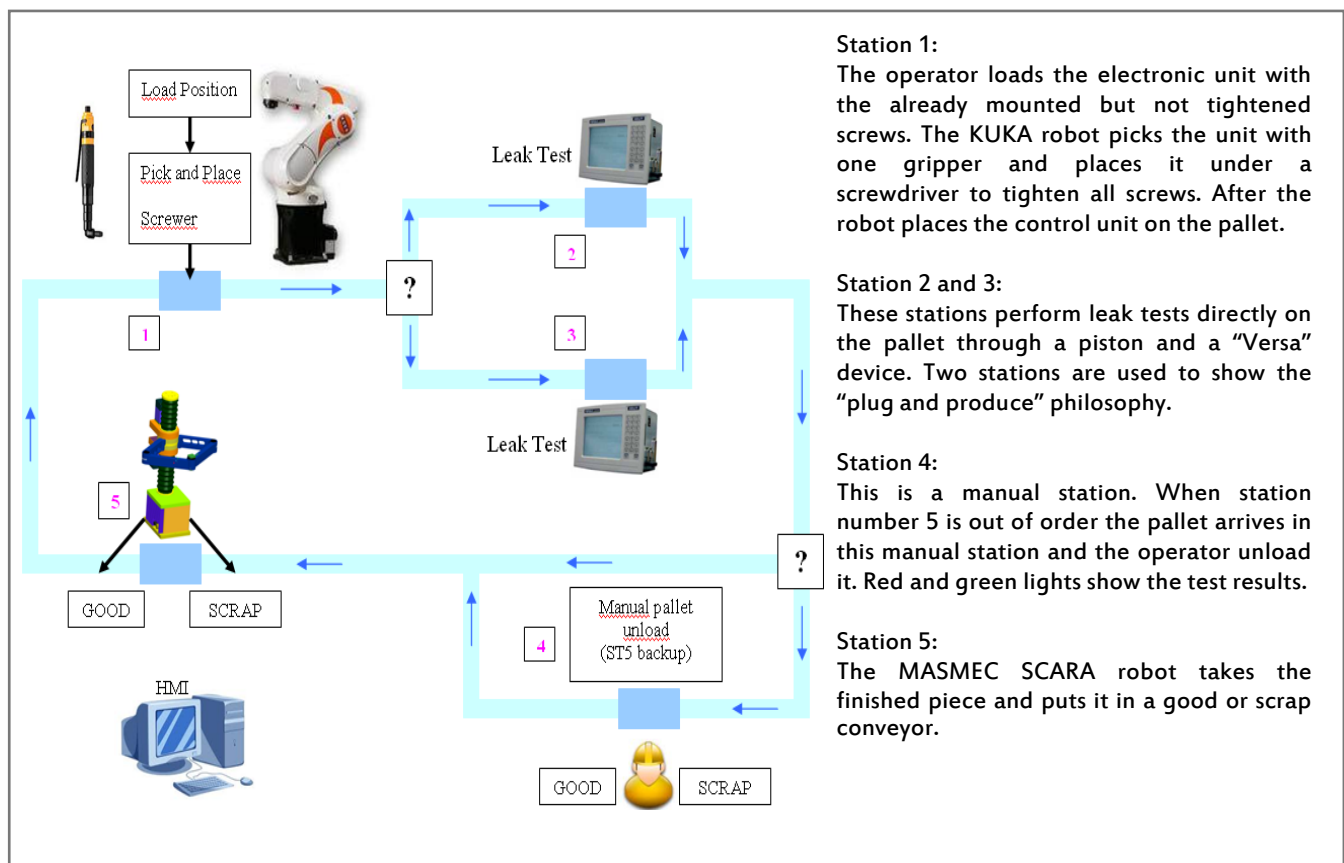 Load Position
Pick and Place
Screwer
Leak Test
2
?
1
3
Leak Test
5
GOOD
SCRAP
?
Manual pallet
unload
(ST5 backup)
4
HMI
GOOD
SCRAP
Station 1:
The operator loads the electronic unit with
the already mounted but not tightened
screws. The KUKA robot picks the unit with
one gripper and places it under a
screwdriver to tighten all screws. After the
robot places the control unit on the pallet.
Station 2 and 3:
These stations perform leak tests directly on
the pallet through a piston and a “Versa”
device. Two stations are used to show the
“plug and produce” philosophy.
Station 4:
This is a manual station. When station
number 5 is out of order the pallet arrives in
this manual station and the operator unload
it. Red and green lights show the test results.
Station 5:
The MASMEC SCARA robot takes the
finished piece and puts it in a good or scrap
conveyor.